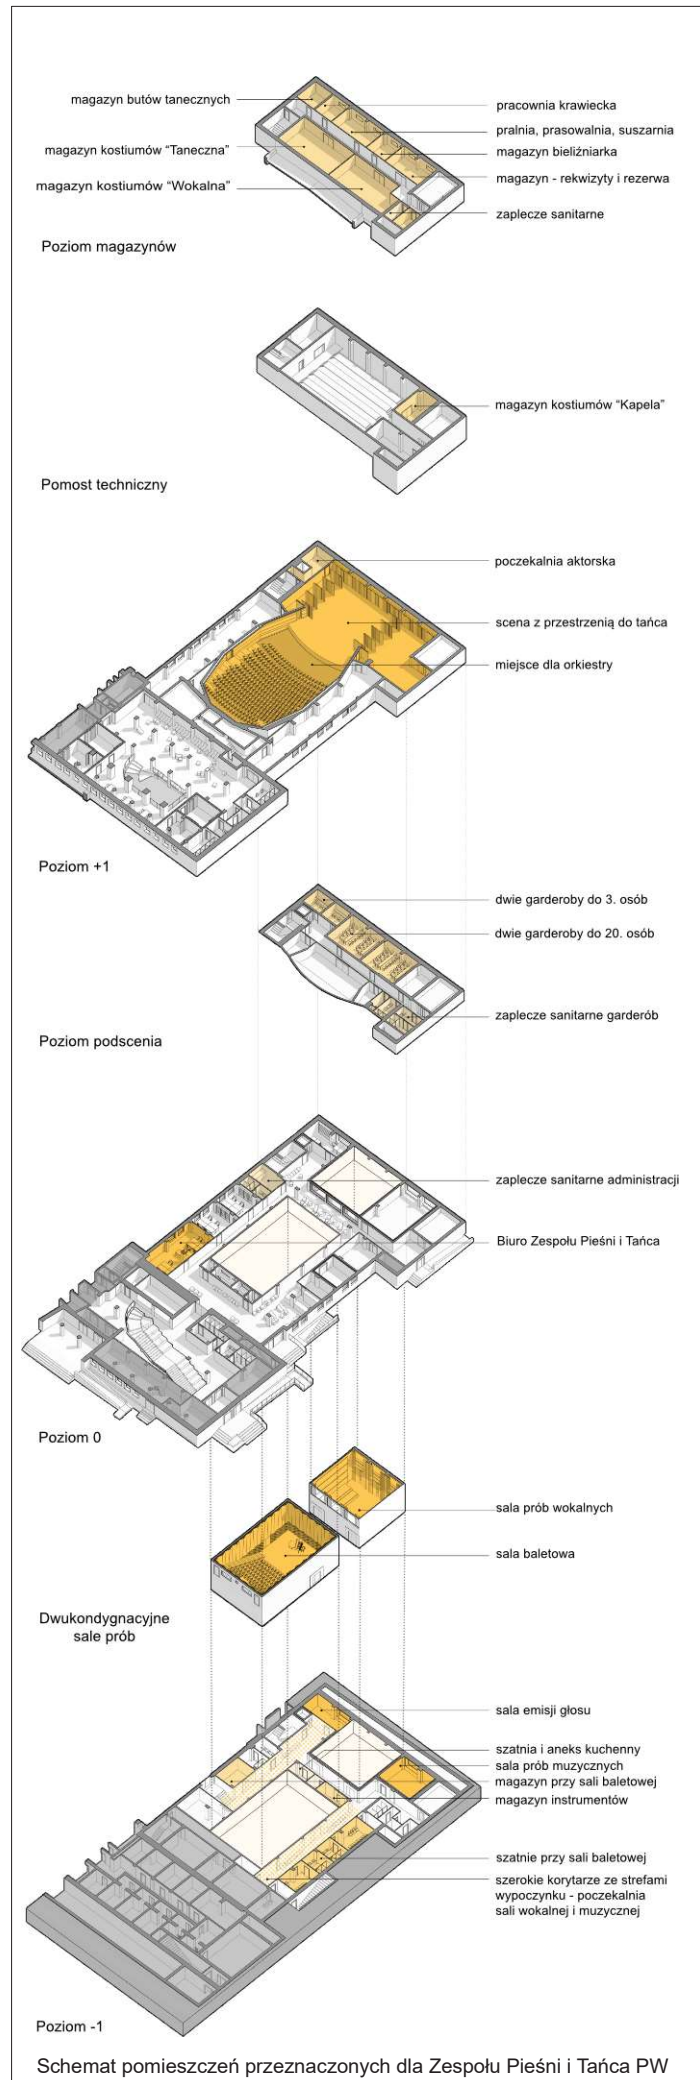 magazyn butów tanecznych
pracownia krawiecka
pralnia, prasowalnia, suszarnia
magazyn kostiumów “Taneczna”
magazyn bieliźniarka
magazyn - rekwizyty i rezerwa
magazyn kostiumów “Wokalna”
zaplecze sanitarne
Poziom magazynów
magazyn kostiumów “Kapela”
Pomost techniczny
poczekalnia aktorska
scena z przestrzenią do tańca
miejsce dla orkiestry
Poziom +1
dwie garderoby do 3. osób
dwie garderoby do 20. osób
zaplecze sanitarne garderób
Poziom podscenia
zaplecze sanitarne administracji
Biuro Zespołu Pieśni i Tańca
Poziom 0
sala prób wokalnych
sala baletowa
Dwukondygnacyjne
sale prób
sala emisji głosu
szatnia i aneks kuchenny
sala prób muzycznych
magazyn przy sali baletowej
magazyn instrumentów
szatnie przy sali baletowej
szerokie korytarze ze strefami
wypoczynku - poczekalnia
sali wokalnej i muzycznej
Poziom -1
Schemat pomieszczeń przeznaczonych dla Zespołu Pieśni i Tańca PW